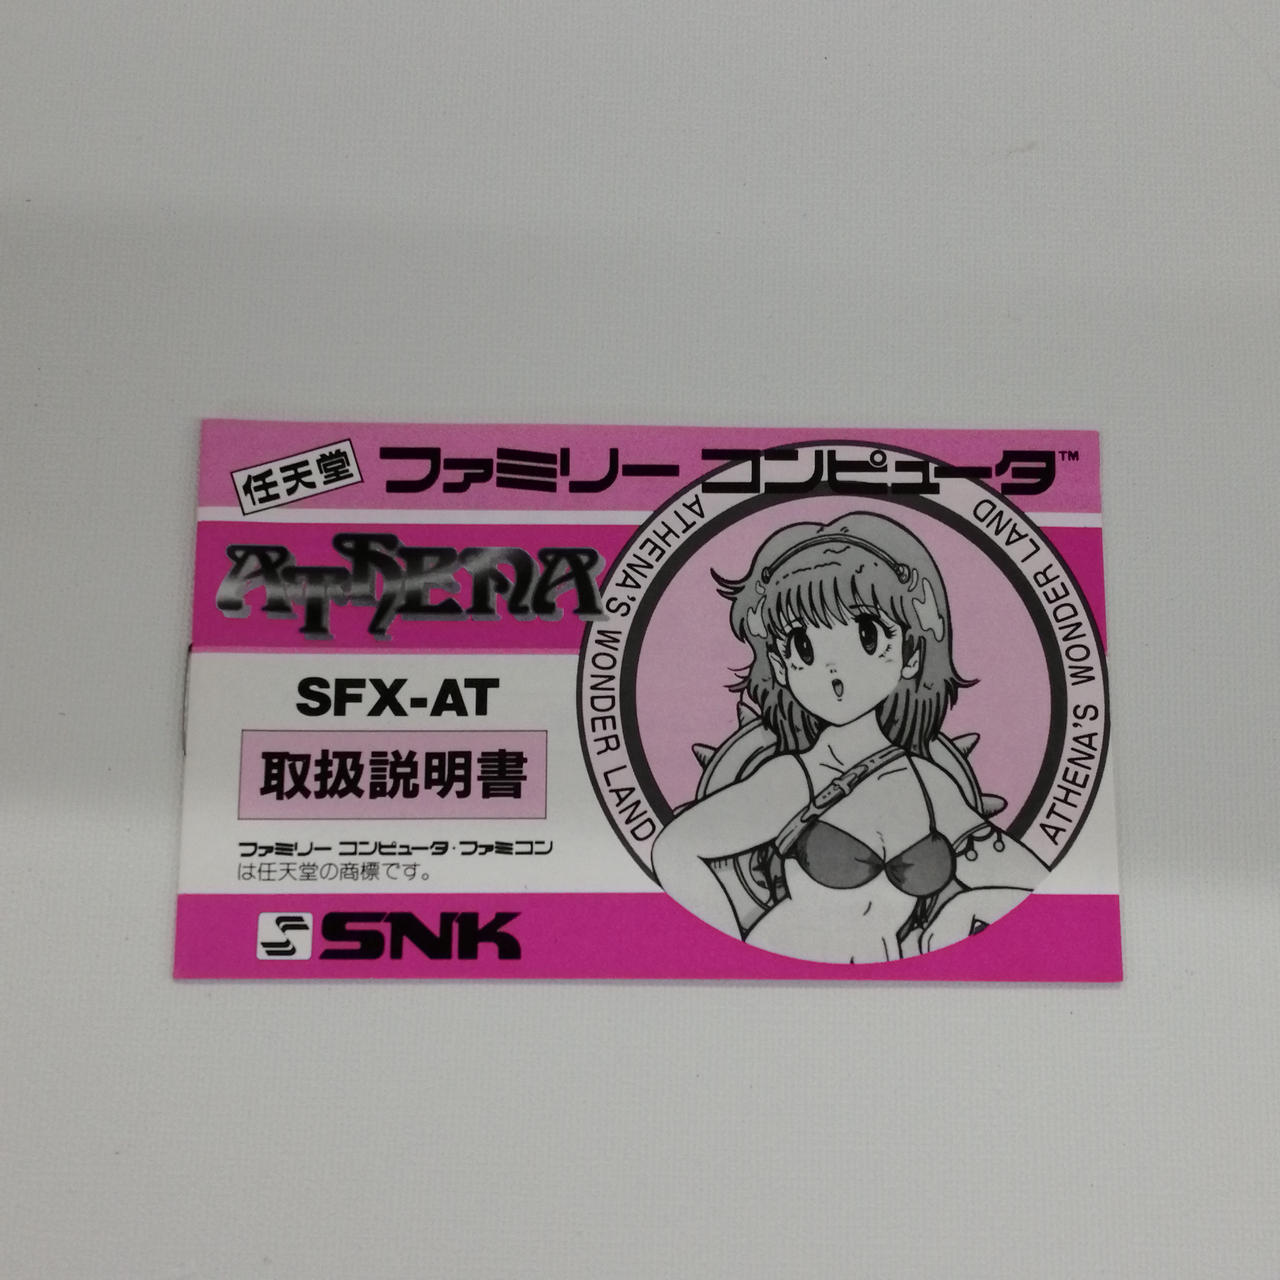 任天堂 ファミリー コンピュータ™
ATHENA
ATHENA'S WONDER LAND
ATHENA'S WONDER LAND
SFX-AT
取扱説明書
ファミリー コンピュータ・ファミコン
は任天堂の商標です。
S SNK